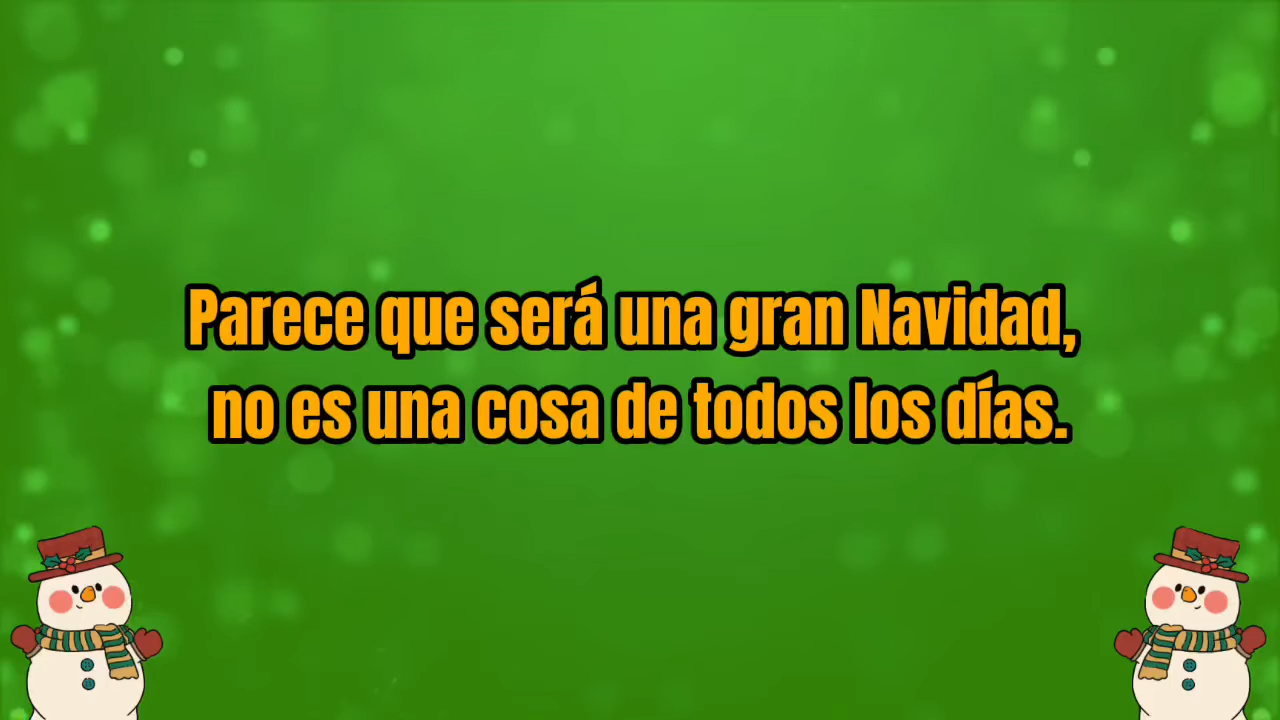 Parece que será una gran Navidad,
no es una cosa de todos los días.